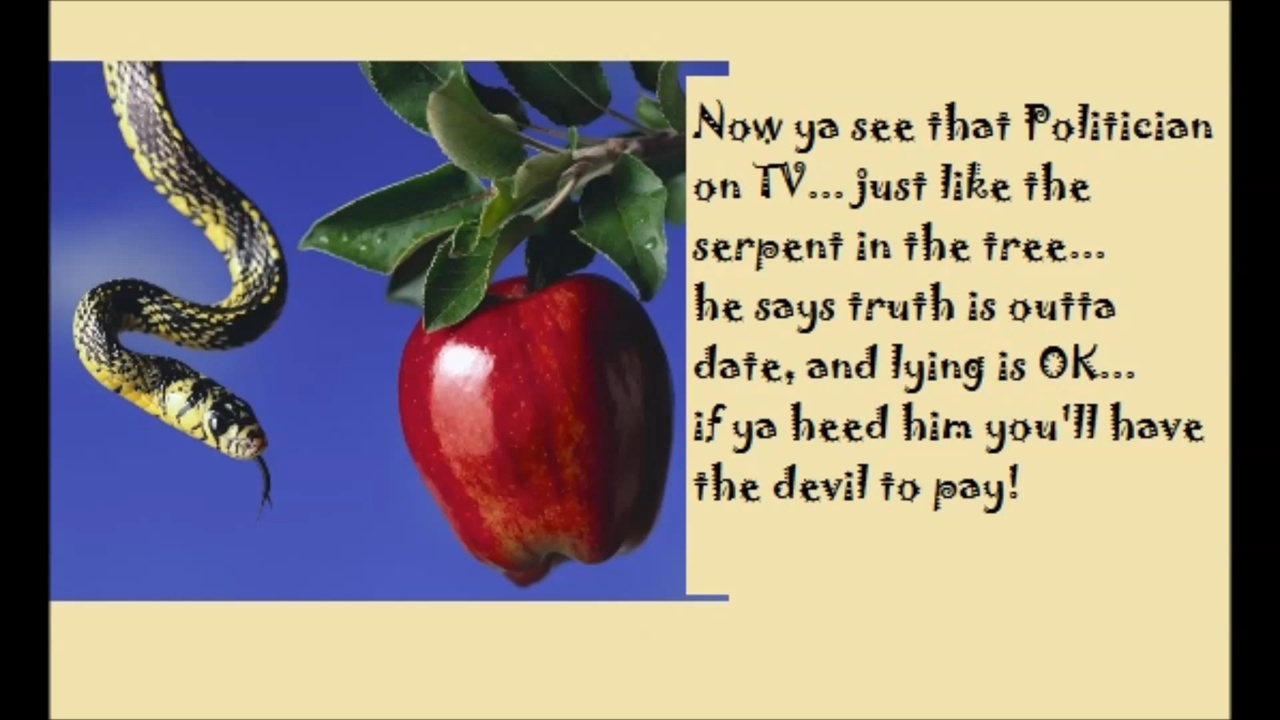 Now ya see that Politician
on TV... just like the
serpent in the tree...
he says truth is outta
date, and lying is OK...
if ya heed him you'll have
the devil to pay!